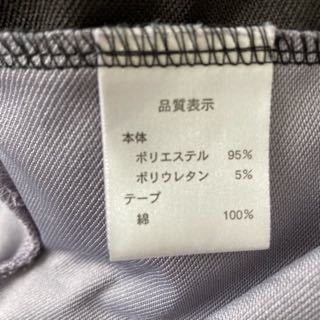 品質表示
本体
ポリエステル 95%
ポリウレタン 5%
テープ
綿 100%